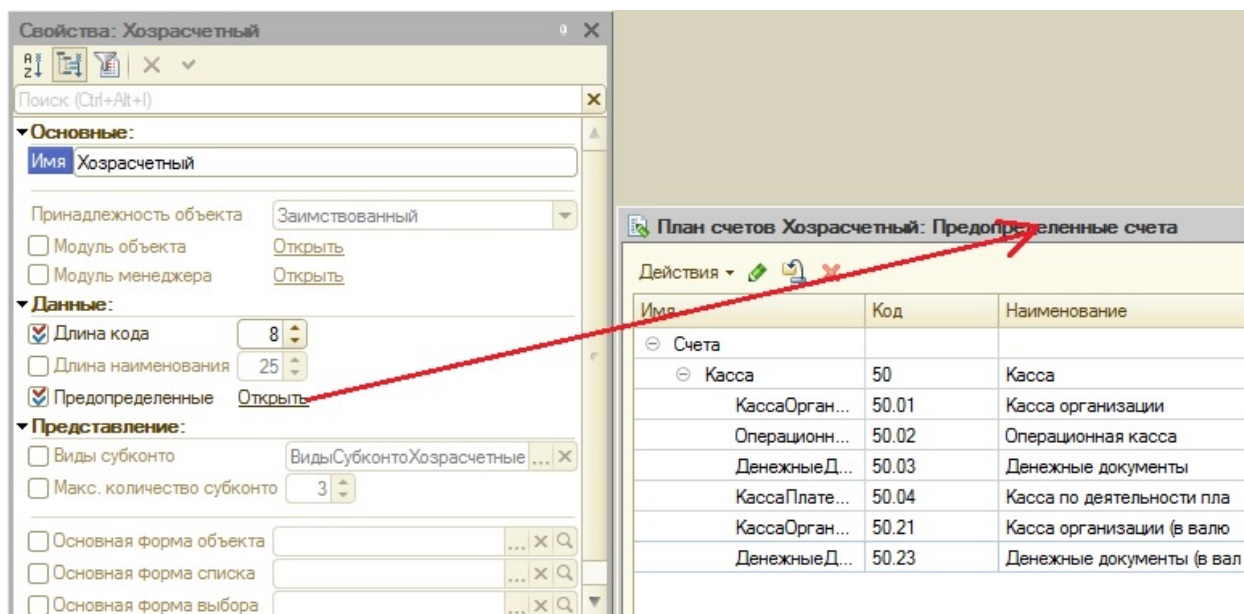 Свойства: Хозрасчетный
Поиск (Ctrl+Alt+I)
Основные:
Имя Хозрасчетный
Принадлежность объекта Заимствованный
Модуль объекта Открыть
Модуль менеджера Открыть
Данные:
Длина кода 8
Длина наименования 25
Предопределенные Открыть
Представление:
Виды субконто ВидыСубконтоХозрасчетные ...
Макс. количество субконто 3
Основная форма объекта ...
Основная форма списка ...
Основная форма выбора ...
План счетов Хозрасчетный: Предопределенные счета
Действия
Имя Код Наименование
Счета
Касса 50 Касса
КассаОрган... 50.01 Касса организации
Операционн... 50.02 Операционная касса
ДенежныеД... 50.03 Денежные документы
КассаПлате... 50.04 Касса по деятельности пла
КассаОрган... 50.21 Касса организации (в валю
ДенежныеД... 50.23 Денежные документы (в вал